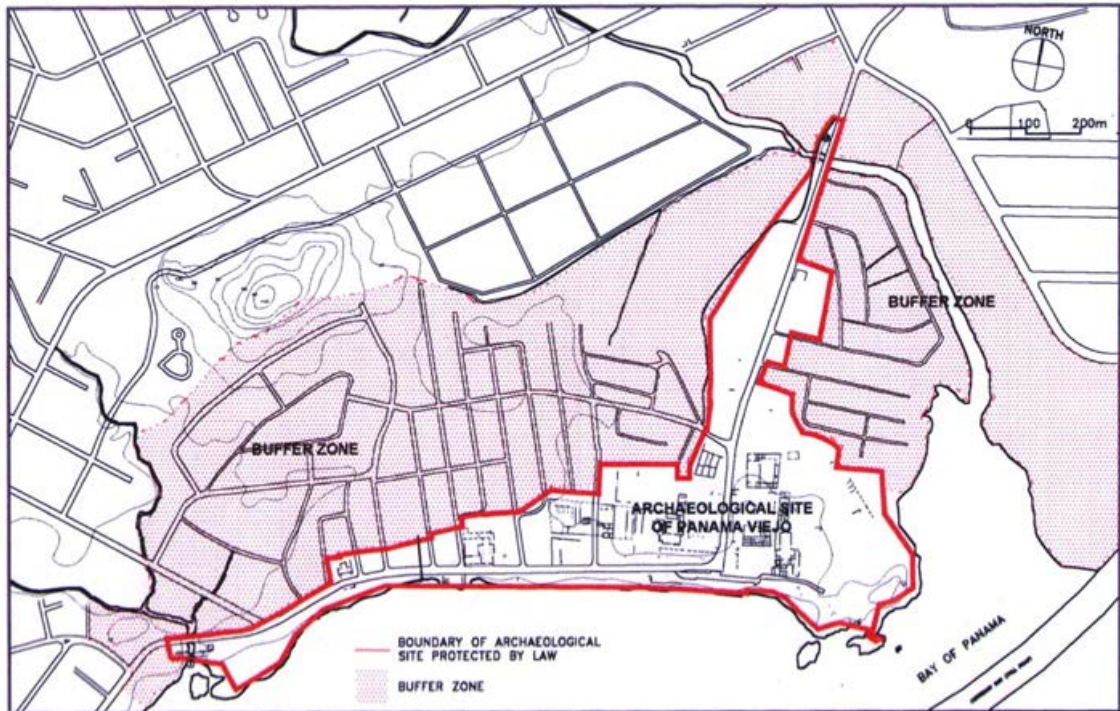 NORTH
0 100 200m
BUFFER ZONE
BUFFER ZONE
ARCHAEOLOGICAL SITE
OF PANAMA VIEJO
BOUNDARY OF ARCHAEOLOGICAL
SITE PROTECTED BY LAW
BUFFER ZONE
BAY OF PANAMA